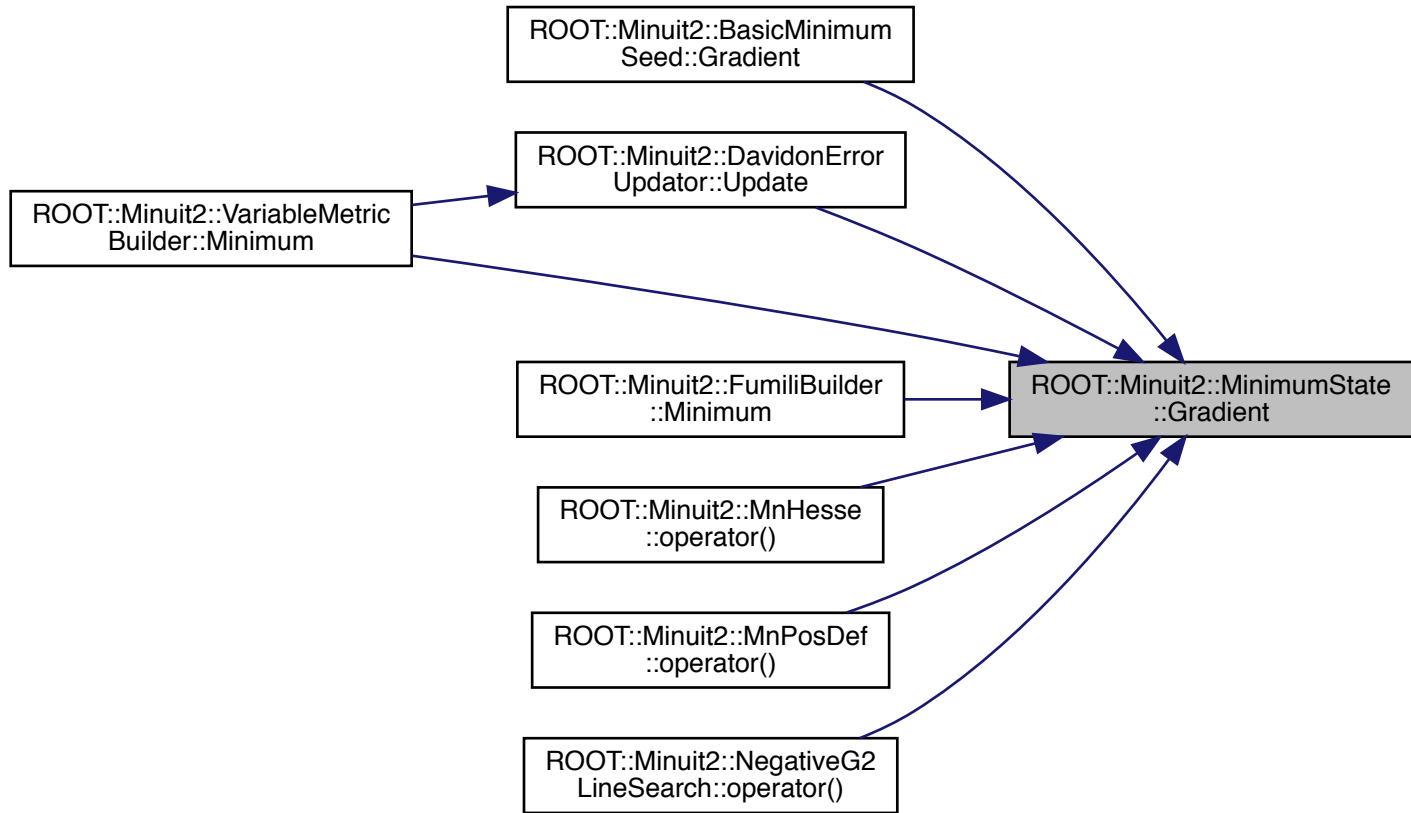 ROOT::Minuit2::BasicMinimum
Seed::Gradient
ROOT::Minuit2::DavidonError
Updator::Update
ROOT::Minuit2::VariableMetric
Builder::Minimum
ROOT::Minuit2::FumiliBuilder
::Minimum
ROOT::Minuit2::MinimumState
::Gradient
ROOT::Minuit2::MnHesse
::operator()
ROOT::Minuit2::MnPosDef
::operator()
ROOT::Minuit2::NegativeG2
LineSearch::operator()